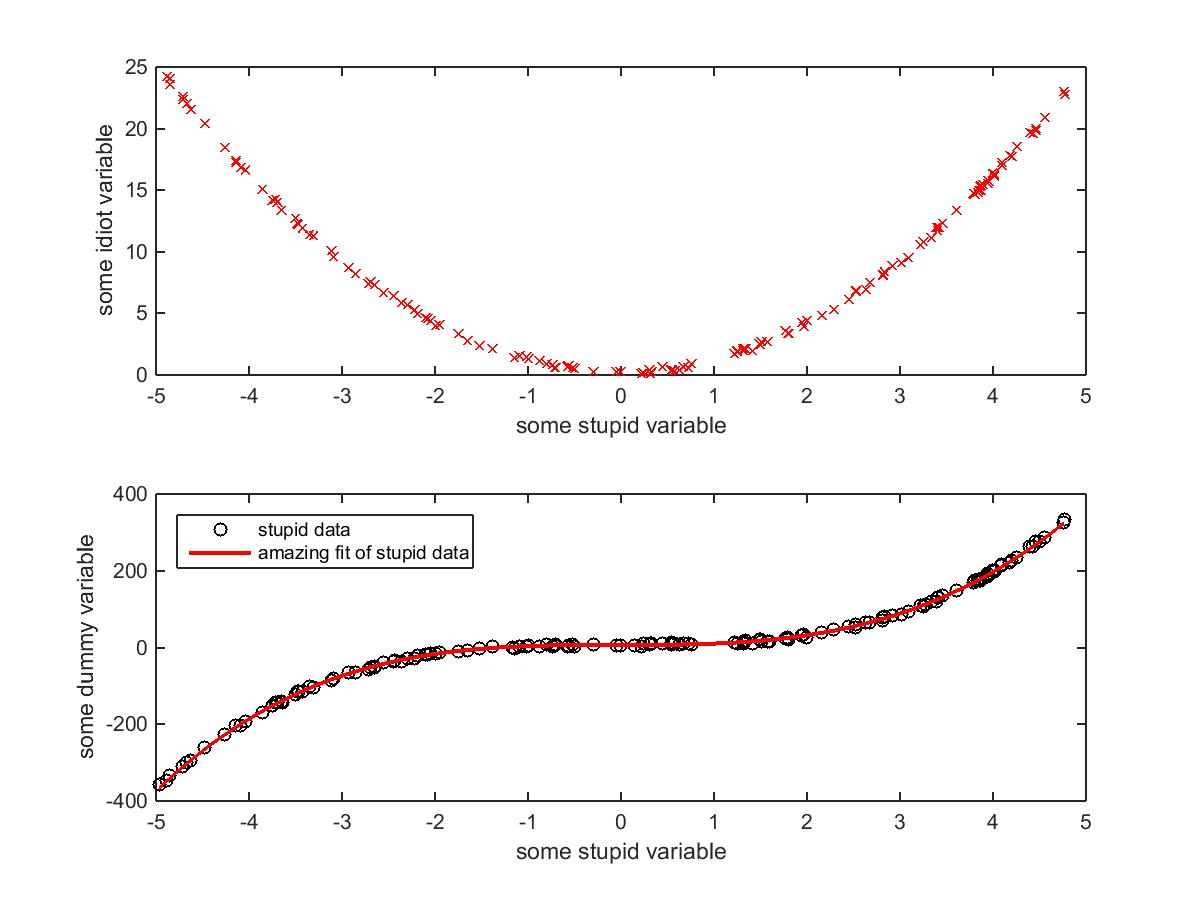 25
20
15
10
5
0
some idiot variable
-5 -4 -3 -2 -1 0 1 2 3 4 5
some stupid variable
400
200
0
-200
-400
some dummy variable
stupid data
amazing fit of stupid data
-5 -4 -3 -2 -1 0 1 2 3 4 5
some stupid variable